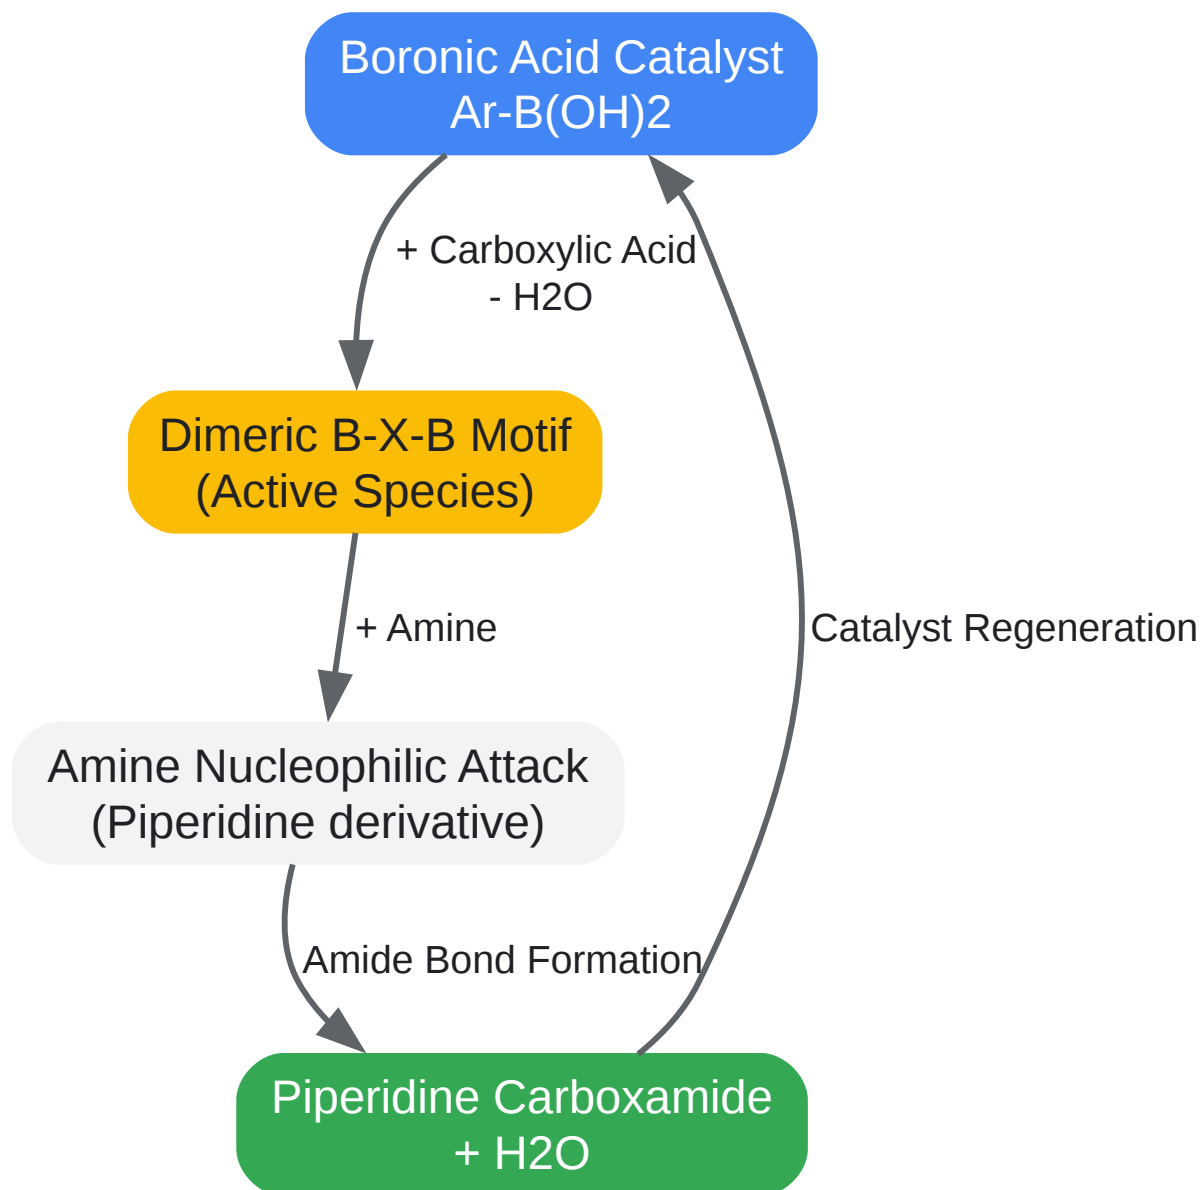 Boronic Acid Catalyst
Ar-B(OH)2
+ Carboxylic Acid
- H2O
Dimeric B-X-B Motif
(Active Species)
+ Amine
Catalyst Regeneration
Amine Nucleophilic Attack
(Piperidine derivative)
Amide Bond Formation
Piperidine Carboxamide
+ H2O